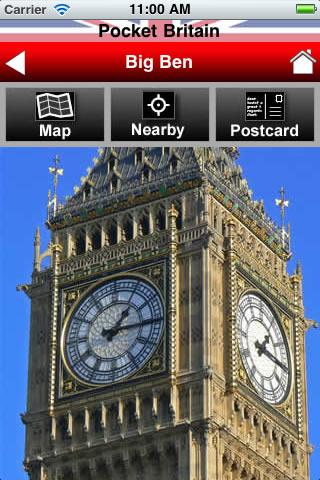 Carrier 11:00 AM
Pocket Britain
Big Ben
Map Nearby Postcard